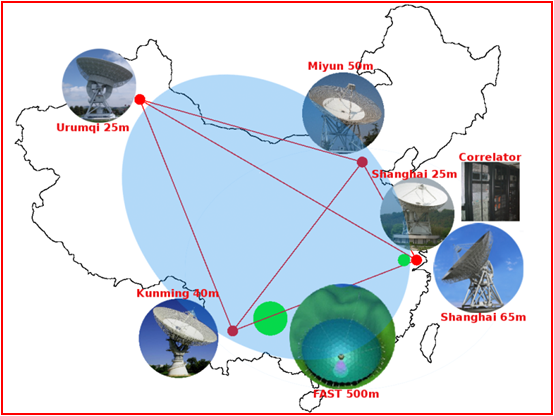 Miyun 50m
Urumqi 25m
Correlator
Shanghai 25m
Kunming 40m
Shanghai 65m
FAST 500m